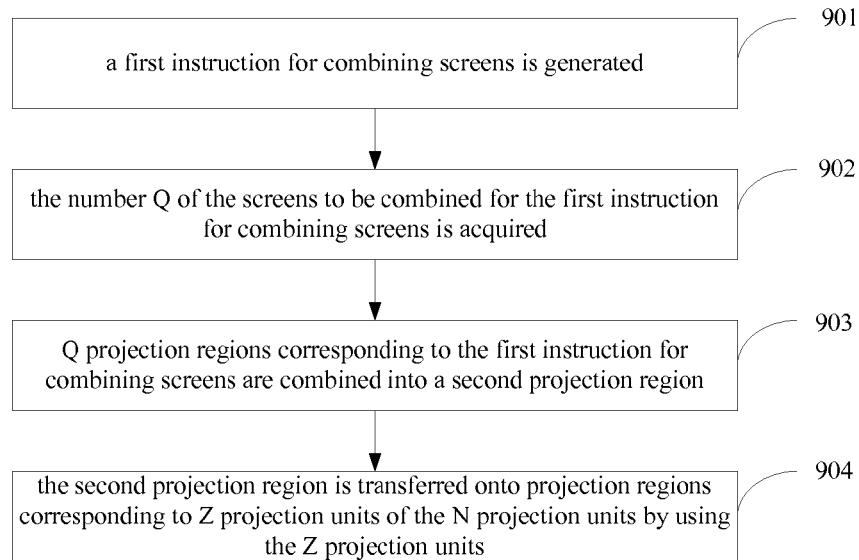 901
a first instruction for combining screens is generated
902
the number Q of the screens to be combined for the first instruction
for combining screens is acquired
903
Q projection regions corresponding to the first instruction for
combining screens are combined into a second projection region
904
the second projection region is transferred onto projection regions
corresponding to Z projection units of the N projection units by using
the Z projection units